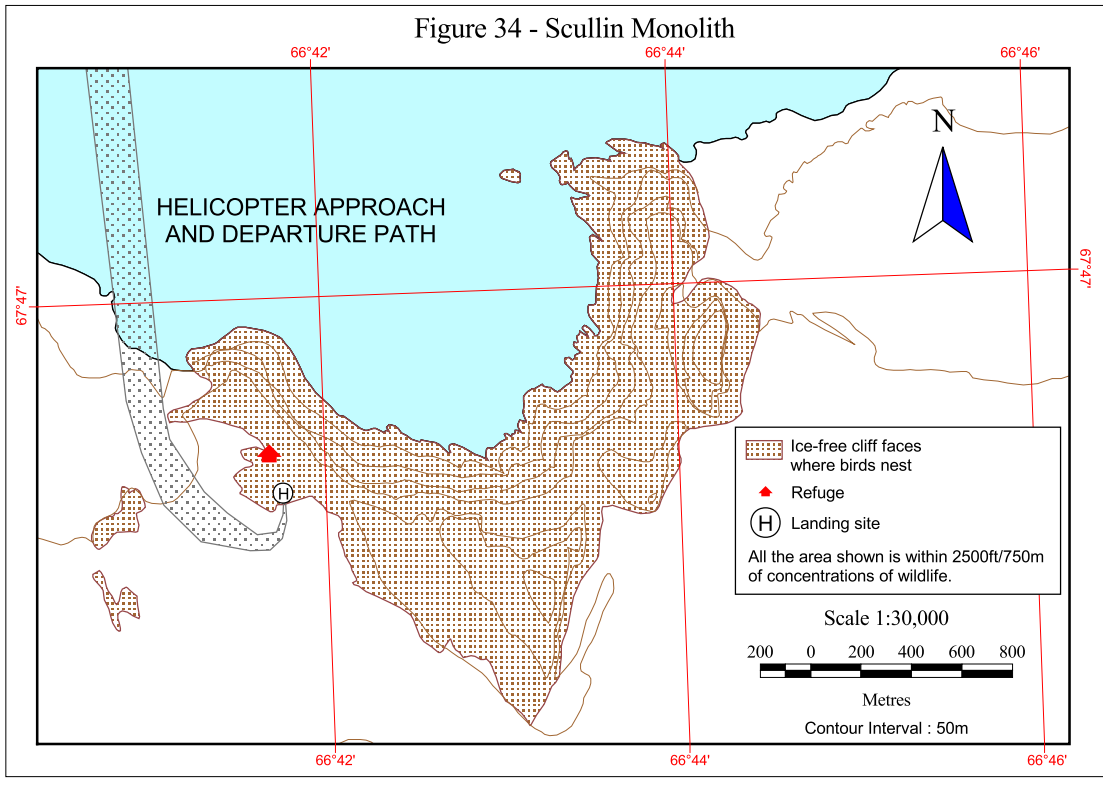 Figure 34 - Scullin Monolith
66°42'
66°44'
66°46'
N
HELICOPTER APPROACH
AND DEPARTURE PATH
67°47'
67°47'
H
Ice-free cliff faces
where birds nest
Refuge
H
Landing site
All the area shown is within 2500ft/750m
of concentrations of wildlife.
Scale 1:30,000
200 0 200 400 600 800
Metres
Contour Interval : 50m
66°42'
66°44'
66°46'